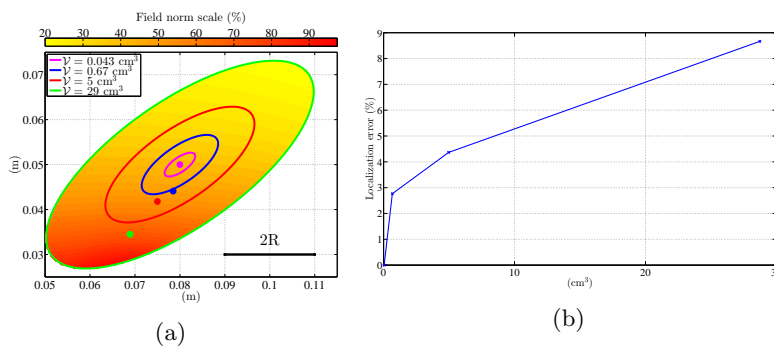 Field norm scale (%)
20 30 40 50 60 70 80 90
𝒱 = 0.043 cm³
𝒱 = 0.67 cm³
𝒱 = 5 cm³
𝒱 = 29 cm³
0.07
0.06
0.05
0.04
0.03
(m)
2R
0.05 0.06 0.07 0.08 0.09 0.1 0.11
(m)
(a)
9
8
7
6
5
4
3
2
1
0
Localization error (%)
0 10 20 30
(cm³)
(b)